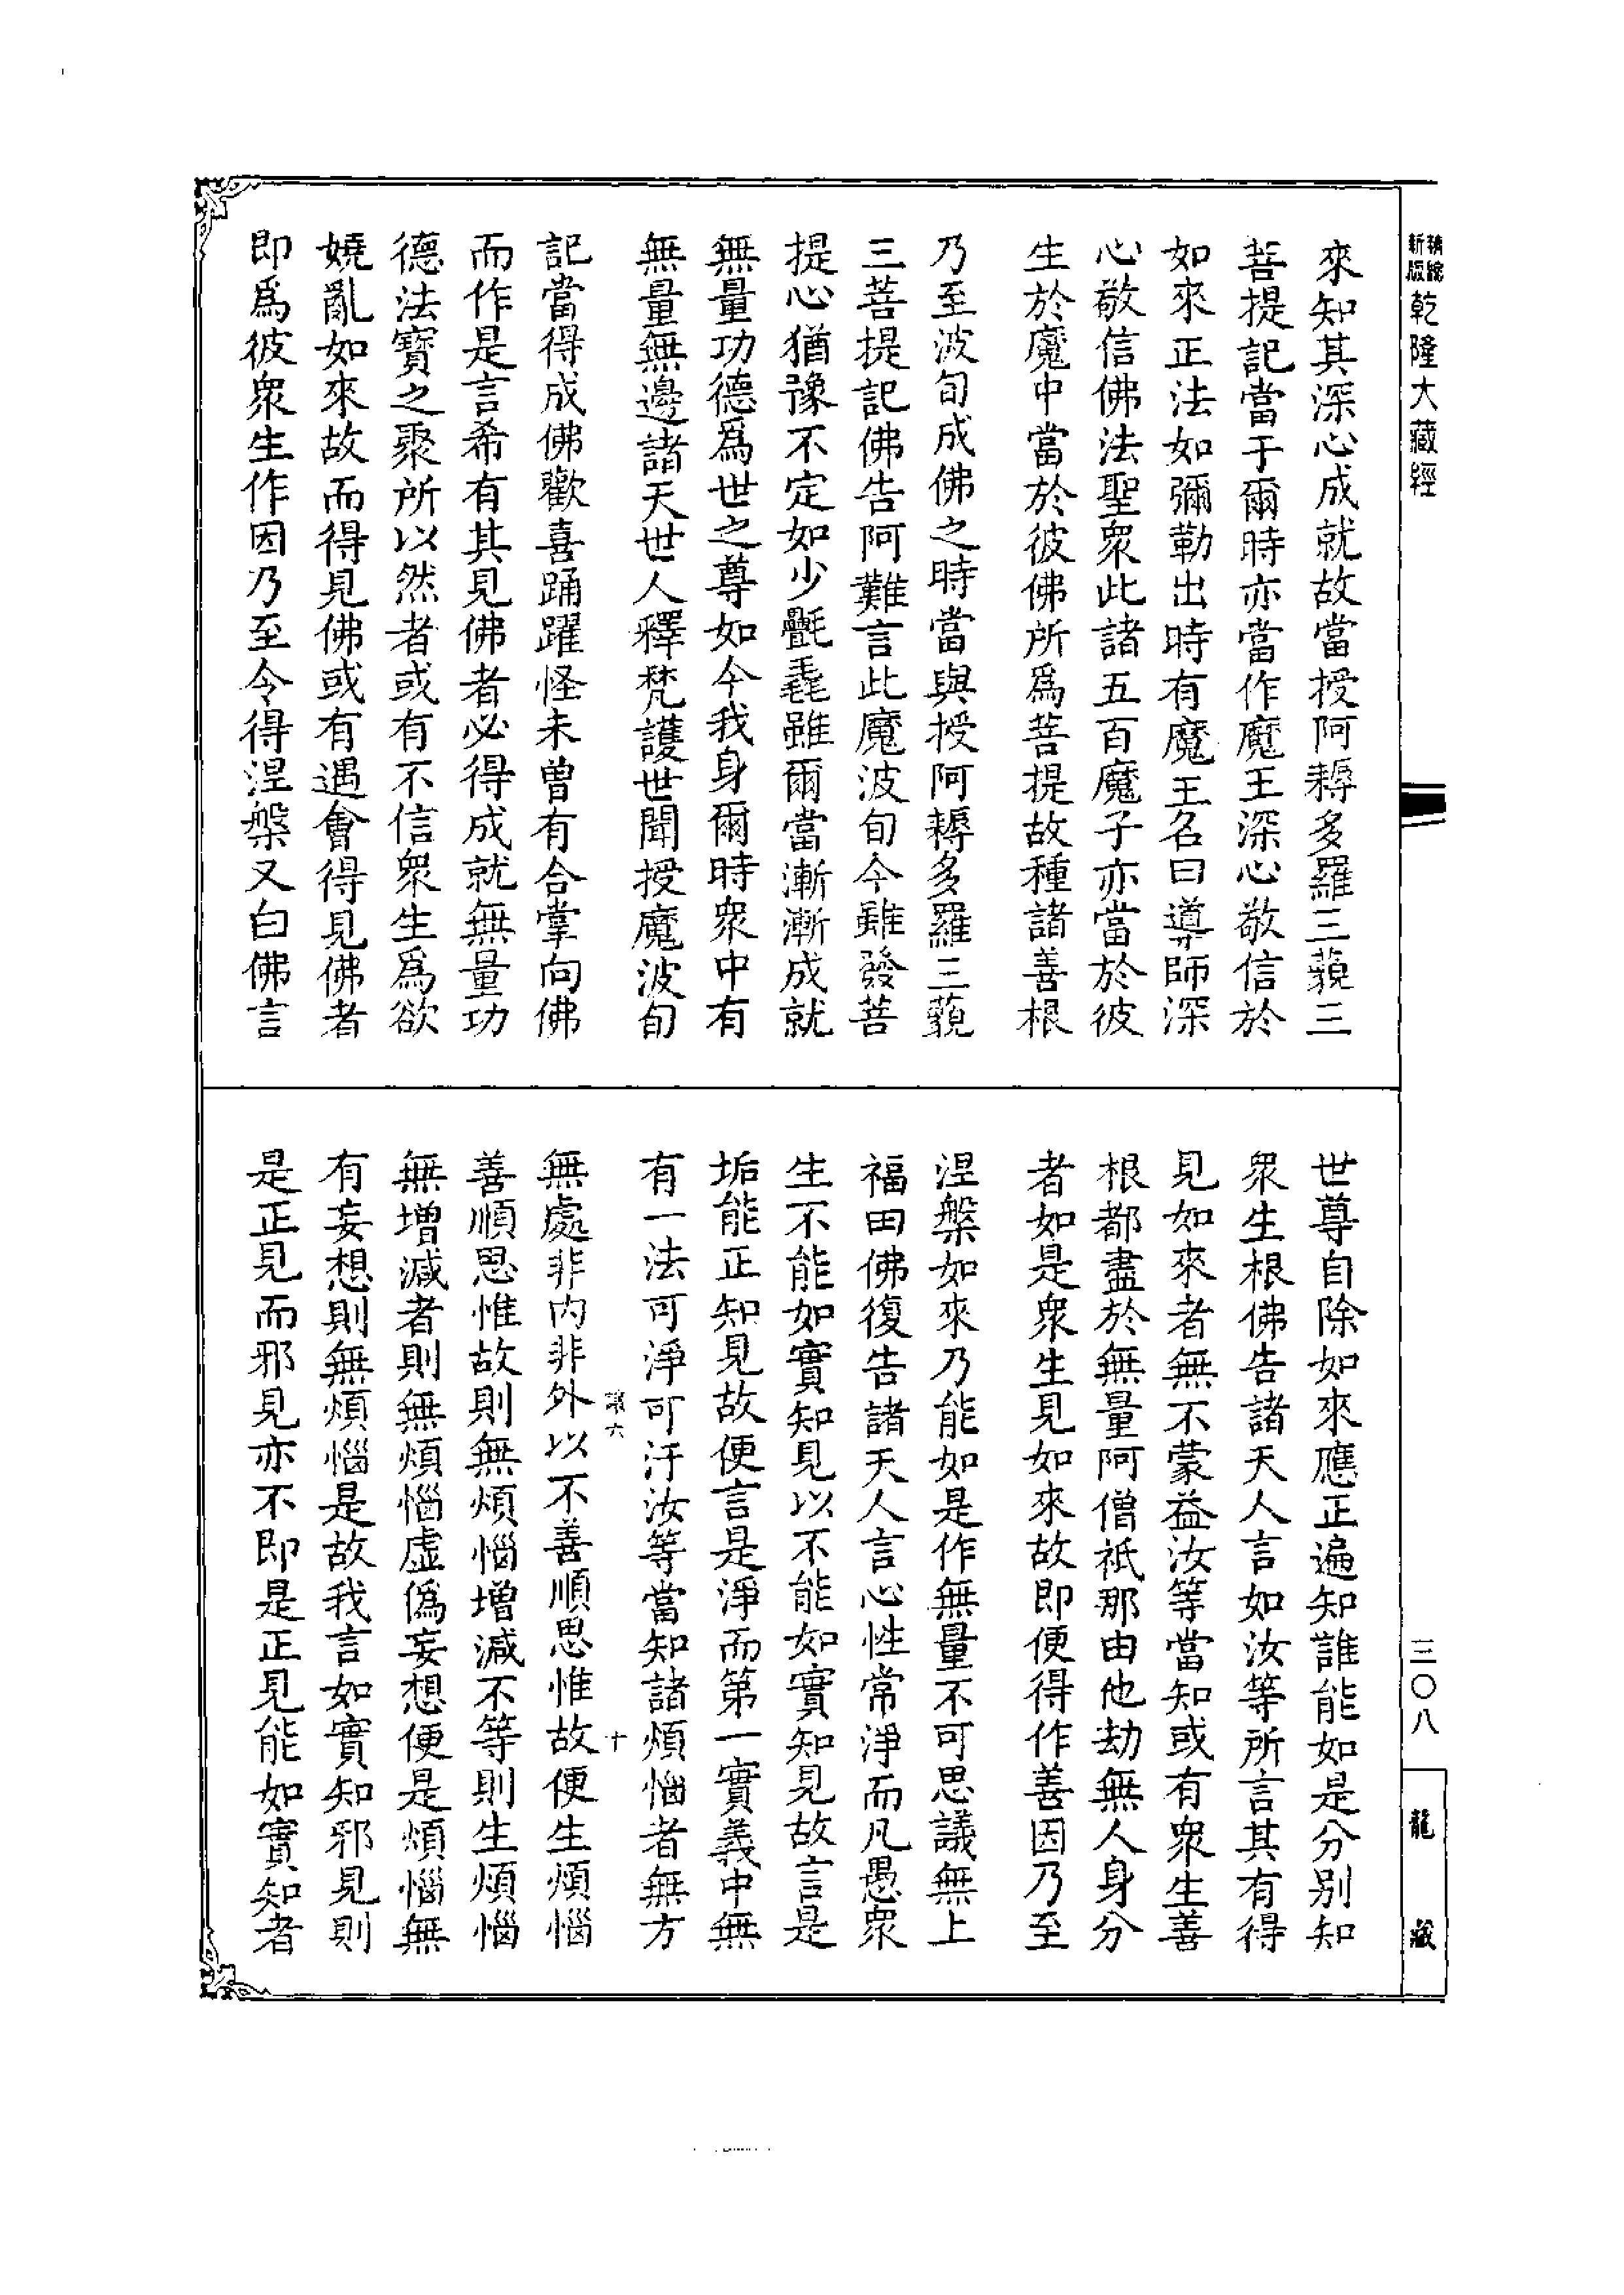 新編縮版乾隆大藏經
來知其深心成就故當授阿耨多羅三藐三
菩提記當于爾時亦當作魔王深心敬信於
如來正法如彌勒出時有魔王名曰導師深
心敬信佛法聖衆此諸五百魔子亦當於彼
生於魔中當於彼佛所爲菩提故種諸善根
乃至波旬成佛之時當與授阿耨多羅三藐
三菩提記佛告阿難言此魔波旬今雖發菩
提心猶豫不定如少㲲毳雖爾當漸漸成就
無量功德爲世之尊如今我身爾時衆中有
無量無邊諸天世人釋梵護世聞授魔波旬
記當得成佛歡喜踊躍怪未曾有合掌向佛
而作是言希有其見佛者必得成就無量功
德法寶之聚所以然者或有不信衆生爲欲
嬈亂如來故而得見佛或有遇會得見佛者
即爲彼衆生作因乃至令得涅槃又白佛言
世尊自除如來應正遍知誰能如是分别知
衆生根佛告諸天人言如汝等所言其有得
見如來者無不蒙益汝等當知或有衆生善
根都盡於無量阿僧祇那由他劫無人身分
者如是衆生見如來故即便得作善因乃至
涅槃如來乃能如是作無量不可思議無上
福田佛復告諸天人言心性常淨而凡愚衆
生不能如實知見以不能如實知見故言是
垢能正知見故便言是淨而第一實義中無
有一法可淨可汙汝等當知諸煩惱者無方
六 十
無處非内非外以不善順思惟故便生煩惱
善順思惟故則無煩惱增減不等則生煩惱
無增減者則無煩惱虛僞妄想便是煩惱無
有妄想則無煩惱是故我言如實知邪見則
是正見而邪見亦不即是正見能如實知者
三〇八
龍藏